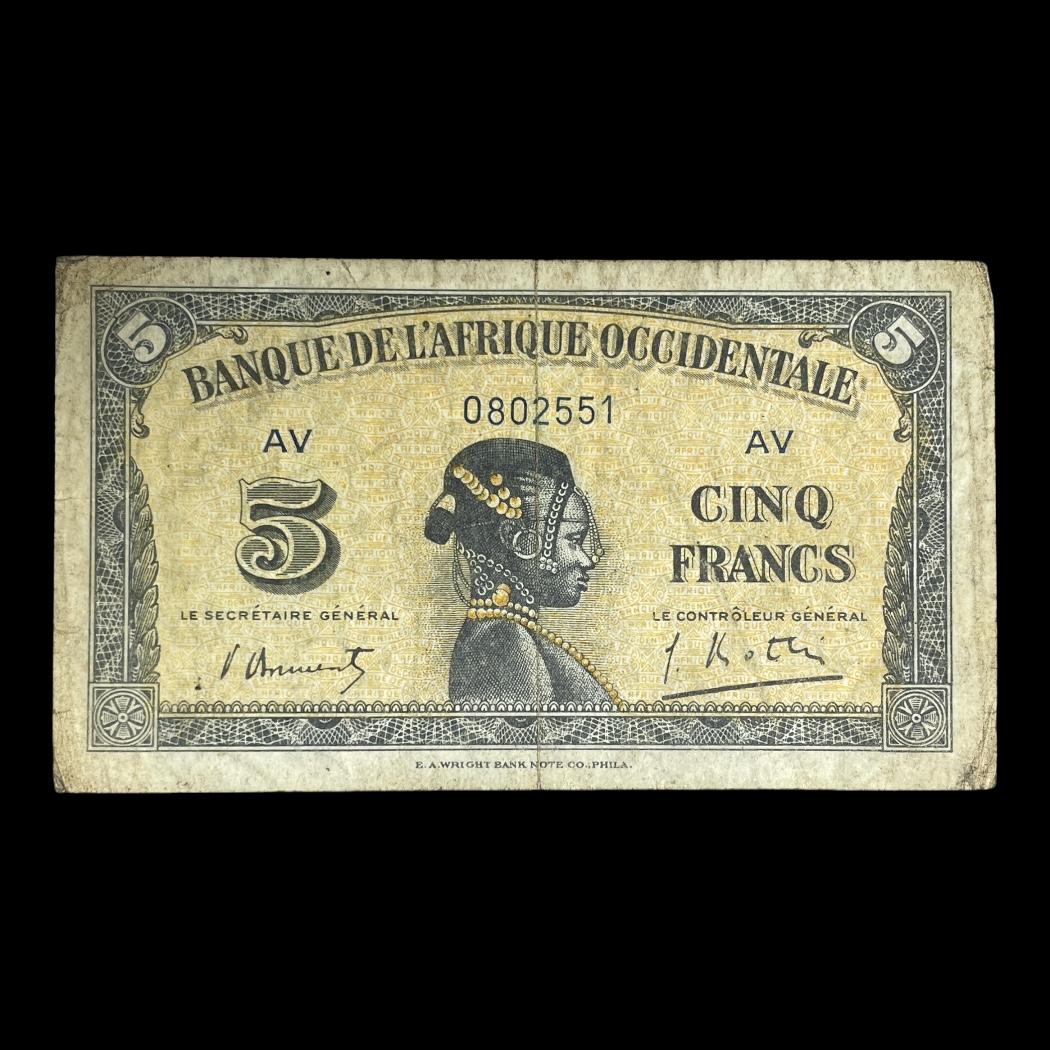 5 5
BANQUE DE L'AFRIQUE OCCIDENTALE
0802551
AV AV
5
CINQ
FRANCS
LE SECRÉTAIRE GÉNÉRAL LE CONTRÔLEUR GÉNÉRAL
E.A.WRIGHT BANK NOTE CO.,PHILA.